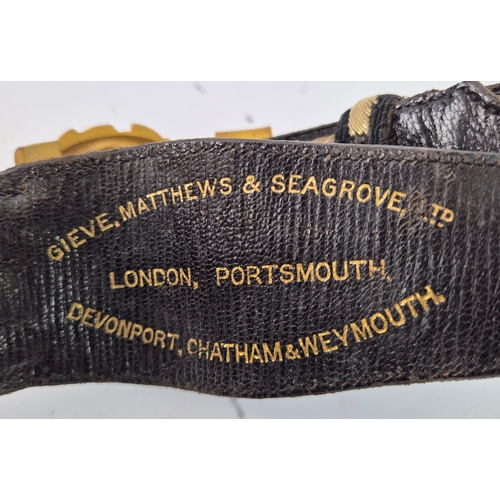 GIEVE, MATTHEWS & SEAGROVE, LTD
LONDON, PORTSMOUTH,
DEVONPORT, CHATHAM & WEYMOUTH.